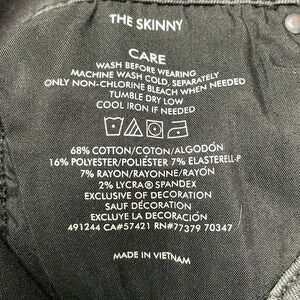 THE SKINNY
CARE
WASH BEFORE WEARING
MACHINE WASH COLD, SEPARATELY
ONLY NON-CHLORINE BLEACH WHEN NEEDED
TUMBLE DRY LOW
COOL IRON IF NEEDED
68% COTTON/COTON/ALGODÓN
16% POLYESTER/POLIÉSTER 7% ELASTERELL-P
7% RAYON/RAYONNE/RAYÓN
2% LYCRA® SPANDEX
EXCLUSIVE OF DECORATION
SAUF DÉCORATION
EXCLUYE LA DECORACIÓN
491244 CA#57421 RN#77379 70347
MADE IN VIETNAM